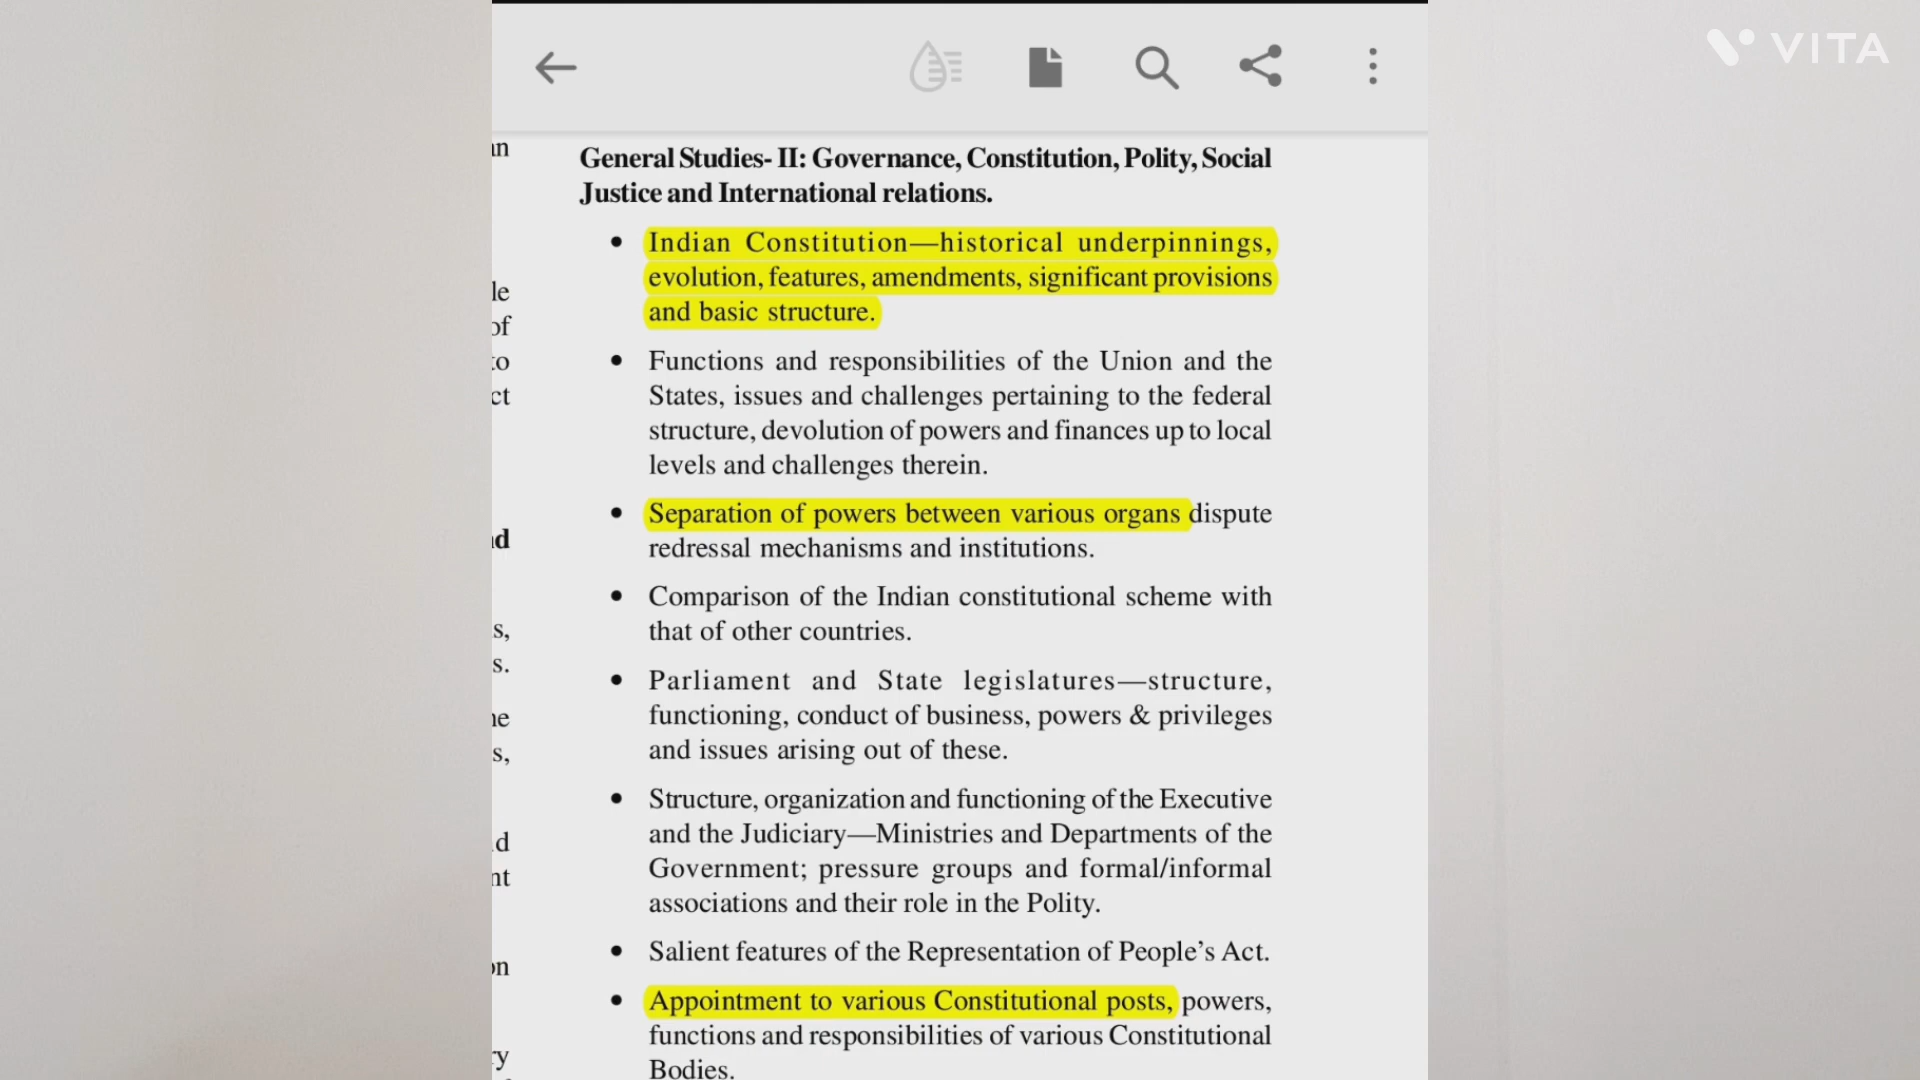 VITA
General Studies- II: Governance, Constitution, Polity, Social
Justice and International relations.
• Indian Constitution—historical underpinnings,
evolution, features, amendments, significant provisions
and basic structure.
• Functions and responsibilities of the Union and the
States, issues and challenges pertaining to the federal
structure, devolution of powers and finances up to local
levels and challenges therein.
• Separation of powers between various organs dispute
redressal mechanisms and institutions.
• Comparison of the Indian constitutional scheme with
that of other countries.
• Parliament and State legislatures—structure,
functioning, conduct of business, powers & privileges
and issues arising out of these.
• Structure, organization and functioning of the Executive
and the Judiciary—Ministries and Departments of the
Government; pressure groups and formal/informal
associations and their role in the Polity.
• Salient features of the Representation of People’s Act.
• Appointment to various Constitutional posts, powers,
functions and responsibilities of various Constitutional
Bodies.